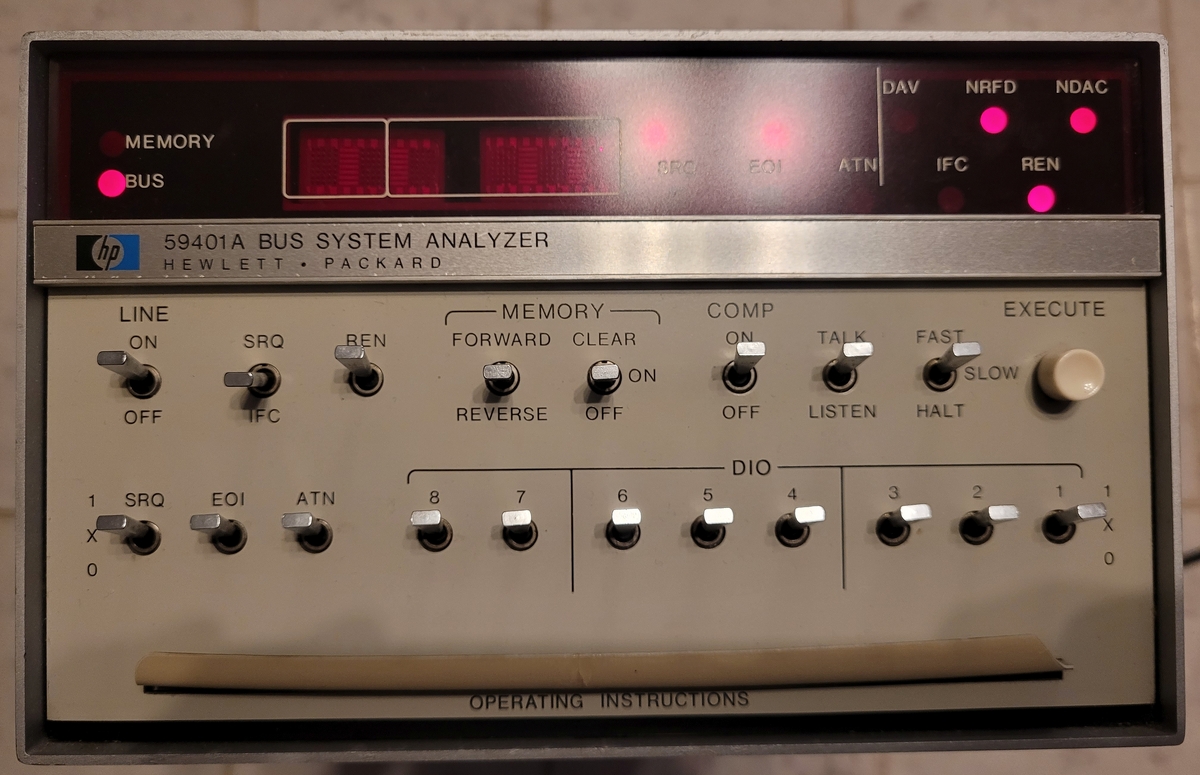 DAV NRFD NDAC
MEMORY
SRQ EOI ATN IFC REN
BUS
hp 59401A BUS SYSTEM ANALYZER
HEWLETT • PACKARD
LINE MEMORY COMP EXECUTE
ON SRQ REN FORWARD CLEAR ON TALK FAST
ON SLOW
OFF IFC REVERSE OFF OFF LISTEN HALT
DIO
1 SRQ EOI ATN 8 7 6 5 4 3 2 1 1
X X
0 0
OPERATING INSTRUCTIONS